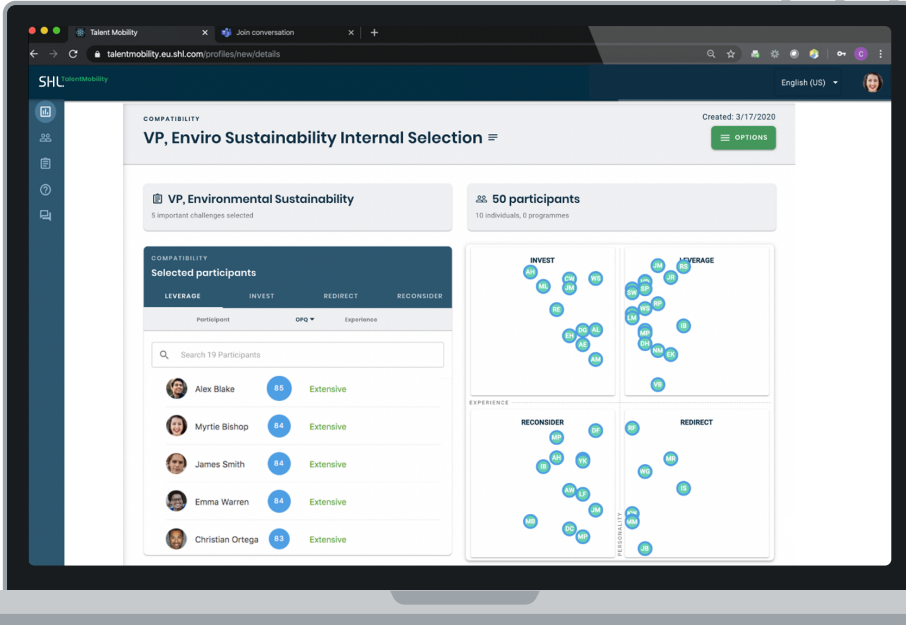 Talent Mobility
Join conversation
talentmobility.eu.shl.com/profiles/new/details
C
SHL TalentMobility
English (US)
COMPATIBILITY
Created: 3/17/2020
VP, Enviro Sustainability Internal Selection
OPTIONS
VP, Environmental Sustainability
5 important challenges selected
50 participants
10 individuals, 0 programmes
COMPATIBILITY
Selected participants
LEVERAGE INVEST REDIRECT RECONSIDER
Participant OPQ Experience
Search 19 Participants
Alex Blake 85 Extensive
Myrtie Bishop 84 Extensive
James Smith 84 Extensive
Emma Warren 84 Extensive
Christian Ortega 83 Extensive
INVEST
AH
CW WS
ML JM
RE
EH DG AL
AE
AM
LEVERAGE
JM RS
JR
SW SP
WS RP
LM
MP IB
DH
NM EK
VB
EXPERIENCE
RECONSIDER
MP DF
AH
IB YK
AW LF
JM
MB
DC
MP
REDIRECT
RF
MR
WG
IS
MM
JB
PERSONALITY